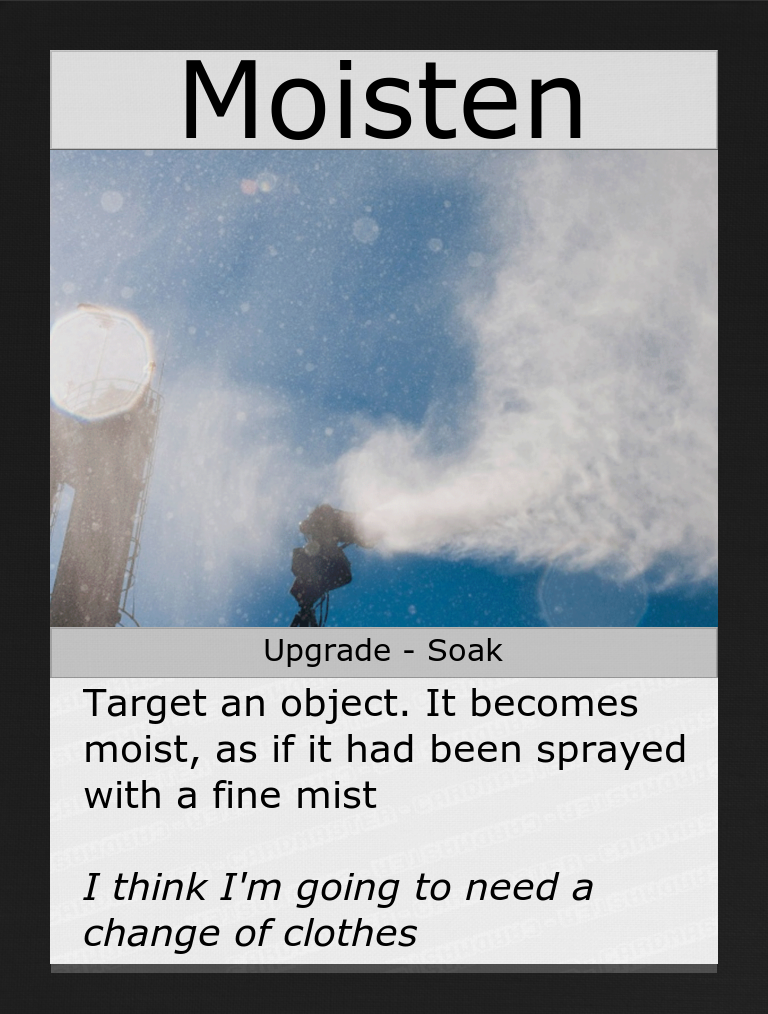 Moisten
Upgrade - Soak
Target an object. It becomes
moist, as if it had been sprayed
with a fine mist
I think I'm going to need a
change of clothes